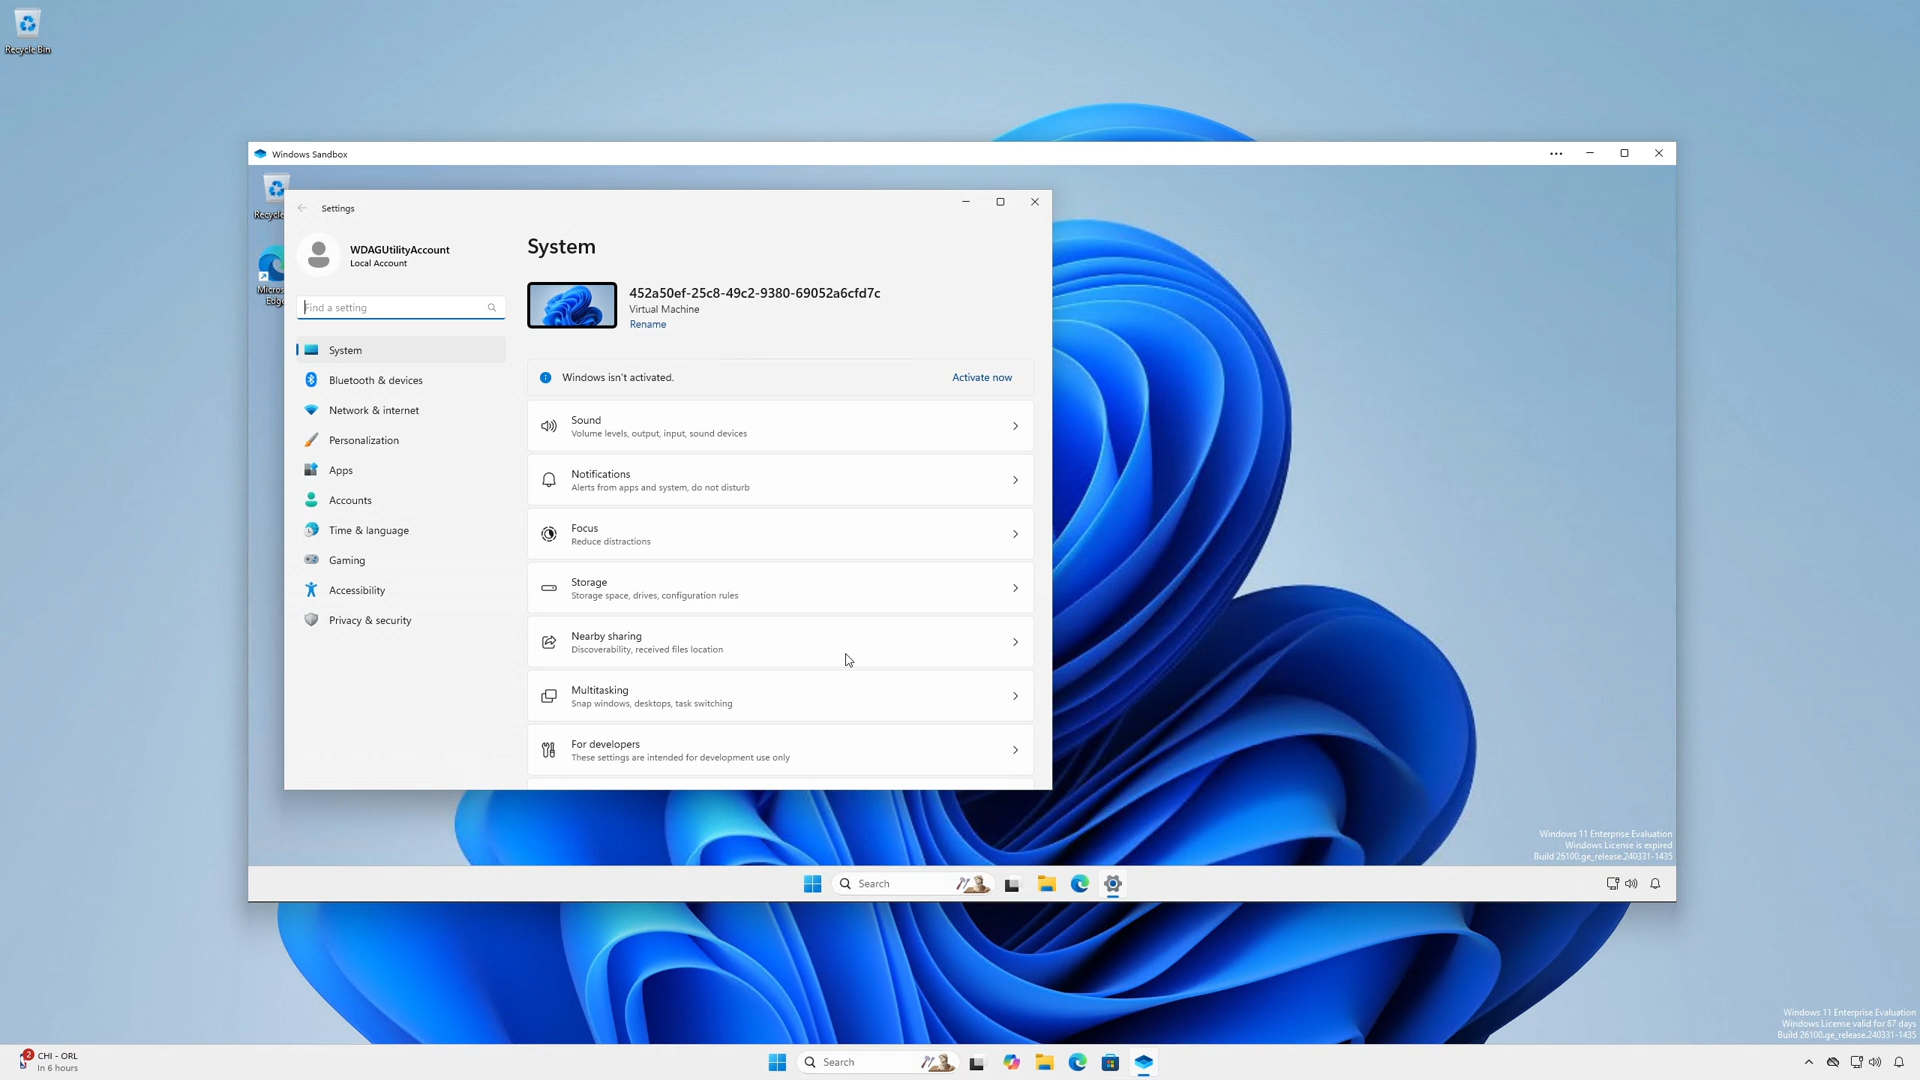 Recycle Bin
Windows Sandbox
Recycle
Micros
Edge
Settings
WDAGUtilityAccount
Local Account
Find a setting
System
Bluetooth & devices
Network & internet
Personalization
Apps
Accounts
Time & language
Gaming
Accessibility
Privacy & security
System
452a50ef-25c8-49c2-9380-69052a6cfd7c
Virtual Machine
Rename
Windows isn't activated.
Activate now
Sound
Volume levels, output, input, sound devices
Notifications
Alerts from apps and system, do not disturb
Focus
Reduce distractions
Storage
Storage space, drives, configuration rules
Nearby sharing
Discoverability, received files location
Multitasking
Snap windows, desktops, task switching
For developers
These settings are intended for development use only
Windows 11 Enterprise Evaluation
Windows License is expired
Build 26100.ge_release.240331-1435
Search
Windows 11 Enterprise Evaluation
Windows License valid for 87 days
Build 26100.ge_release.240331-1435
2
CHI - ORL
In 6 hours
Search